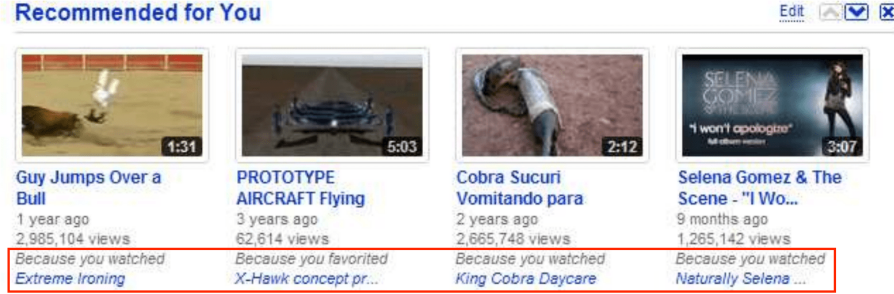 Recommended for You
Edit
1:31
5:03
2:12
SELENA
GOMEZ
"i won't apologize"
full album version
3:07
Guy Jumps Over a
Bull
1 year ago
2,985,104 views
Because you watched
Extreme Ironing
PROTOTYPE
AIRCRAFT Flying
3 years ago
62,614 views
Because you favorited
X-Hawk concept pr...
Cobra Sucuri
Vomitando para
2 years ago
2,665,748 views
Because you watched
King Cobra Daycare
Selena Gomez & The
Scene - "I Wo...
9 months ago
1,265,142 views
Because you watched
Naturally Selena ...